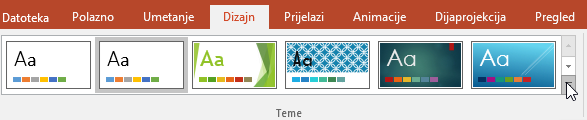 Datoteka Polazno Umetanje Dizajn Prijelazi Animacije Dijaprojekcija Pregled
Aa Aa Aa Aa Aa Aa
Teme